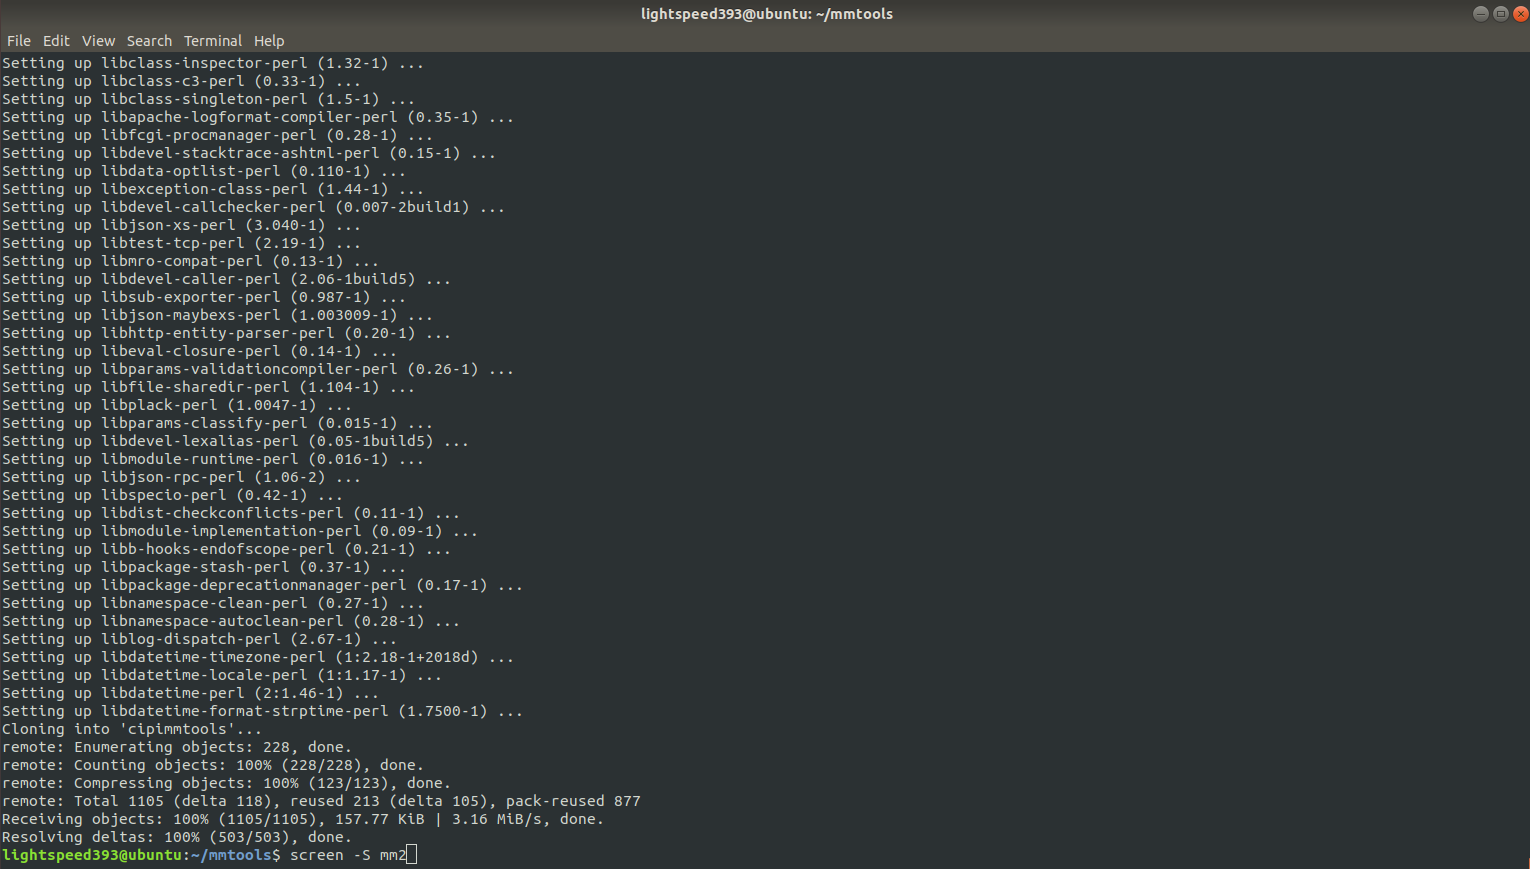 lightspeed393@ubuntu: ~/mmtools
File Edit View Search Terminal Help
Setting up libclass-inspector-perl (1.32-1) ...
Setting up libclass-c3-perl (0.33-1) ...
Setting up libclass-singleton-perl (1.5-1) ...
Setting up libapache-logformat-compiler-perl (0.35-1) ...
Setting up libfcgi-procmanager-perl (0.28-1) ...
Setting up libdevel-stacktrace-ashtml-perl (0.15-1) ...
Setting up libdata-optlist-perl (0.110-1) ...
Setting up libexception-class-perl (1.44-1) ...
Setting up libdevel-callchecker-perl (0.007-2build1) ...
Setting up libjson-xs-perl (3.040-1) ...
Setting up libtest-tcp-perl (2.19-1) ...
Setting up libmro-compat-perl (0.13-1) ...
Setting up libdevel-caller-perl (2.06-1build5) ...
Setting up libsub-exporter-perl (0.987-1) ...
Setting up libjson-maybexs-perl (1.003009-1) ...
Setting up libhttp-entity-parser-perl (0.20-1) ...
Setting up libeval-closure-perl (0.14-1) ...
Setting up libparams-validationcompiler-perl (0.26-1) ...
Setting up libfile-sharedir-perl (1.104-1) ...
Setting up libplack-perl (1.0047-1) ...
Setting up libparams-classify-perl (0.015-1) ...
Setting up libdevel-lexalias-perl (0.05-1build5) ...
Setting up libmodule-runtime-perl (0.016-1) ...
Setting up libjson-rpc-perl (1.06-2) ...
Setting up libspecio-perl (0.42-1) ...
Setting up libdist-checkconflicts-perl (0.11-1) ...
Setting up libmodule-implementation-perl (0.09-1) ...
Setting up libb-hooks-endofscope-perl (0.21-1) ...
Setting up libpackage-stash-perl (0.37-1) ...
Setting up libpackage-deprecationmanager-perl (0.17-1) ...
Setting up libnamespace-clean-perl (0.27-1) ...
Setting up libnamespace-autoclean-perl (0.28-1) ...
Setting up liblog-dispatch-perl (2.67-1) ...
Setting up libdatetime-timezone-perl (1:2.18-1+2018d) ...
Setting up libdatetime-locale-perl (1:1.17-1) ...
Setting up libdatetime-perl (2:1.46-1) ...
Setting up libdatetime-format-strptime-perl (1.7500-1) ...
Cloning into 'cipimmtools'...
remote: Enumerating objects: 228, done.
remote: Counting objects: 100% (228/228), done.
remote: Compressing objects: 100% (123/123), done.
remote: Total 1105 (delta 118), reused 213 (delta 105), pack-reused 877
Receiving objects: 100% (1105/1105), 157.77 KiB | 3.16 MiB/s, done.
Resolving deltas: 100% (503/503), done.
lightspeed393@ubuntu:~/mmtools$ screen -S mm2